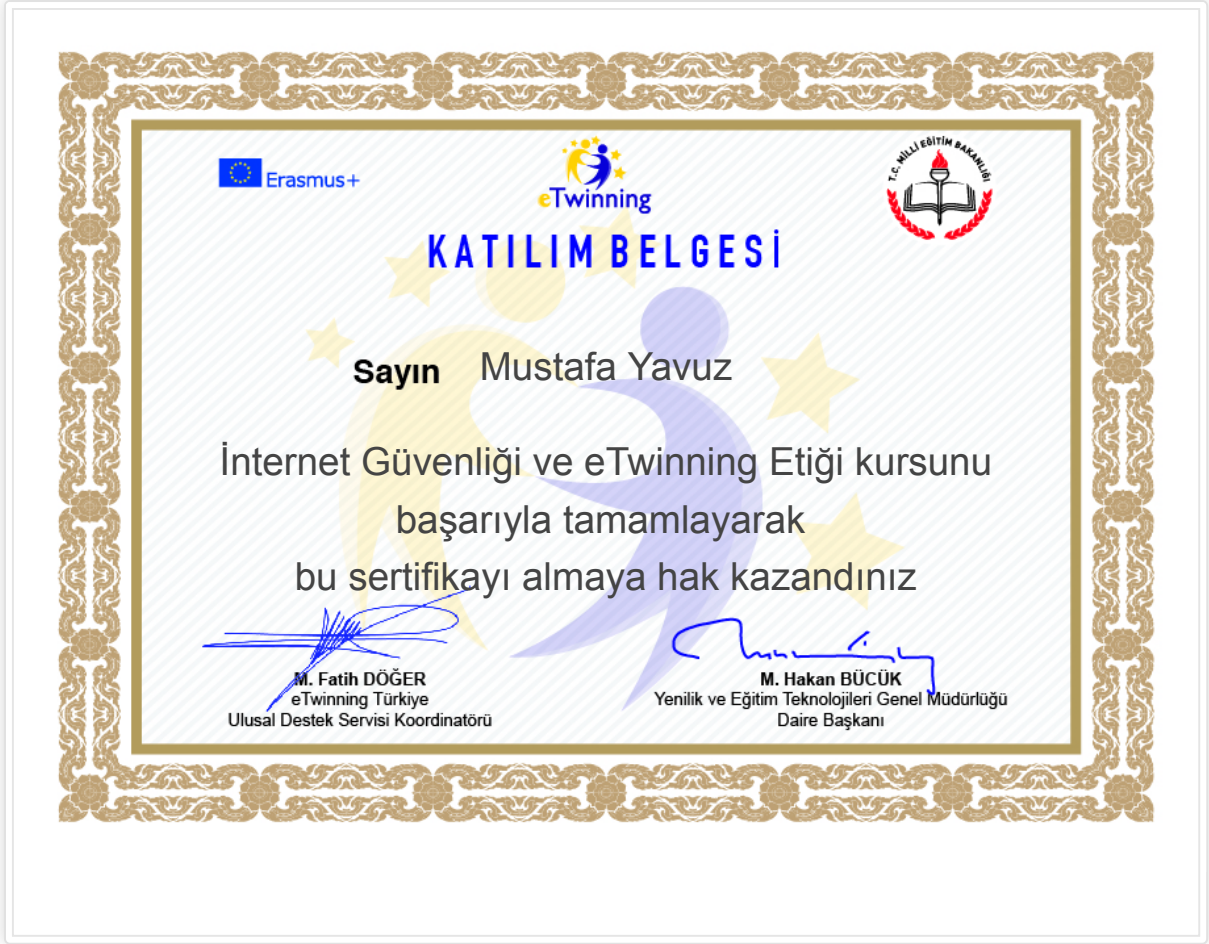 Erasmus+
eTwinning
T.C. MİLLİ EĞİTİM BAKANLIĞI
KATILIM BELGESİ
Sayın Mustafa Yavuz
İnternet Güvenliği ve eTwinning Etiği kursunu
başarıyla tamamlayarak
bu sertifikayı almaya hak kazandınız
M. Fatih DÖĞER
eTwinning Türkiye
Ulusal Destek Servisi Koordinatörü
M. Hakan BÜCÜK
Yenilik ve Eğitim Teknolojileri Genel Müdürlüğü
Daire Başkanı